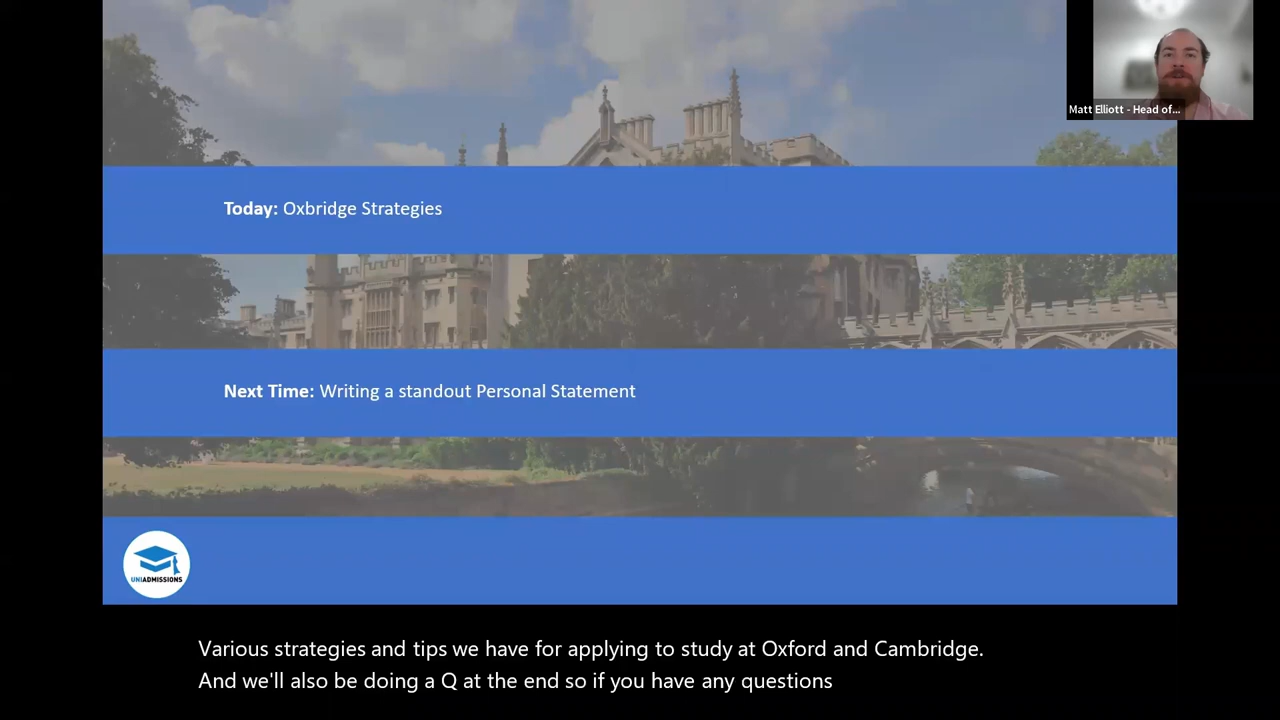 Matt Elliott - Head of...
Today: Oxbridge Strategies
Next Time: Writing a standout Personal Statement
UNIADMISSIONS
Various strategies and tips we have for applying to study at Oxford and Cambridge.
And we'll also be doing a Q at the end so if you have any questions